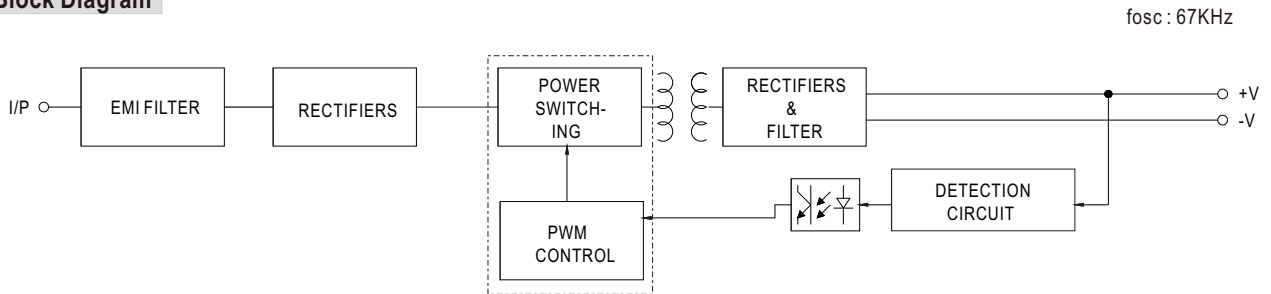 Block Diagram
fosc : 67KHz
I/P
EMI FILTER
RECTIFIERS
POWER
SWITCH-
ING
RECTIFIERS
&
FILTER
+V
-V
DETECTION
CIRCUIT
PWM
CONTROL